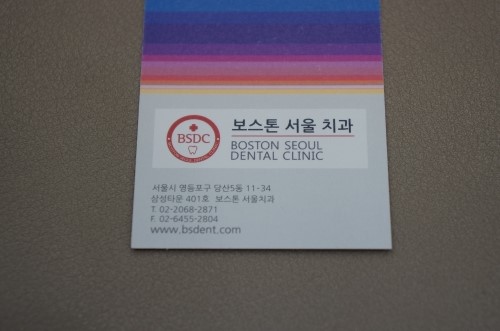 BSDC
보스톤 서울 치과
BOSTON SEOUL
DENTAL CLINIC
서울시 영등포구 당산5동 11-34
삼성타운 401호 보스톤 서울치과
T. 02-2068-2871
F. 02-6455-2804
www.bsdent.com